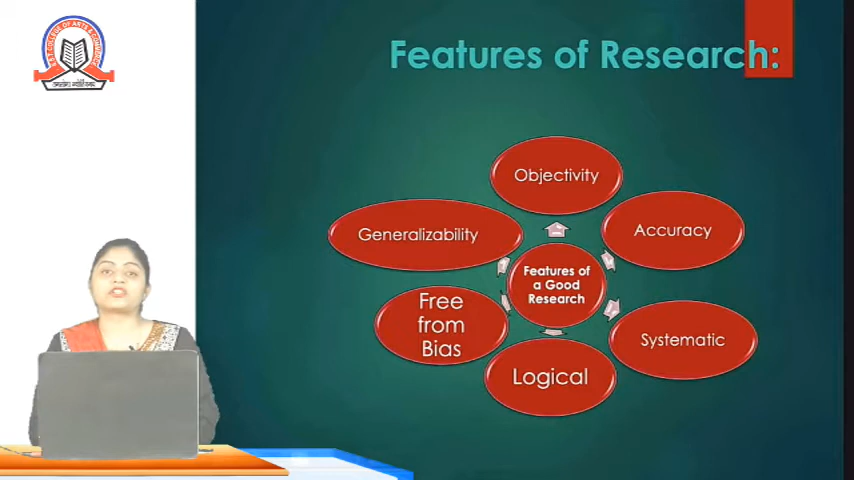 Features of Research:
Objectivity
Generalizability
Accuracy
Features of
a Good
Research
Free
from
Bias
Systematic
Logical